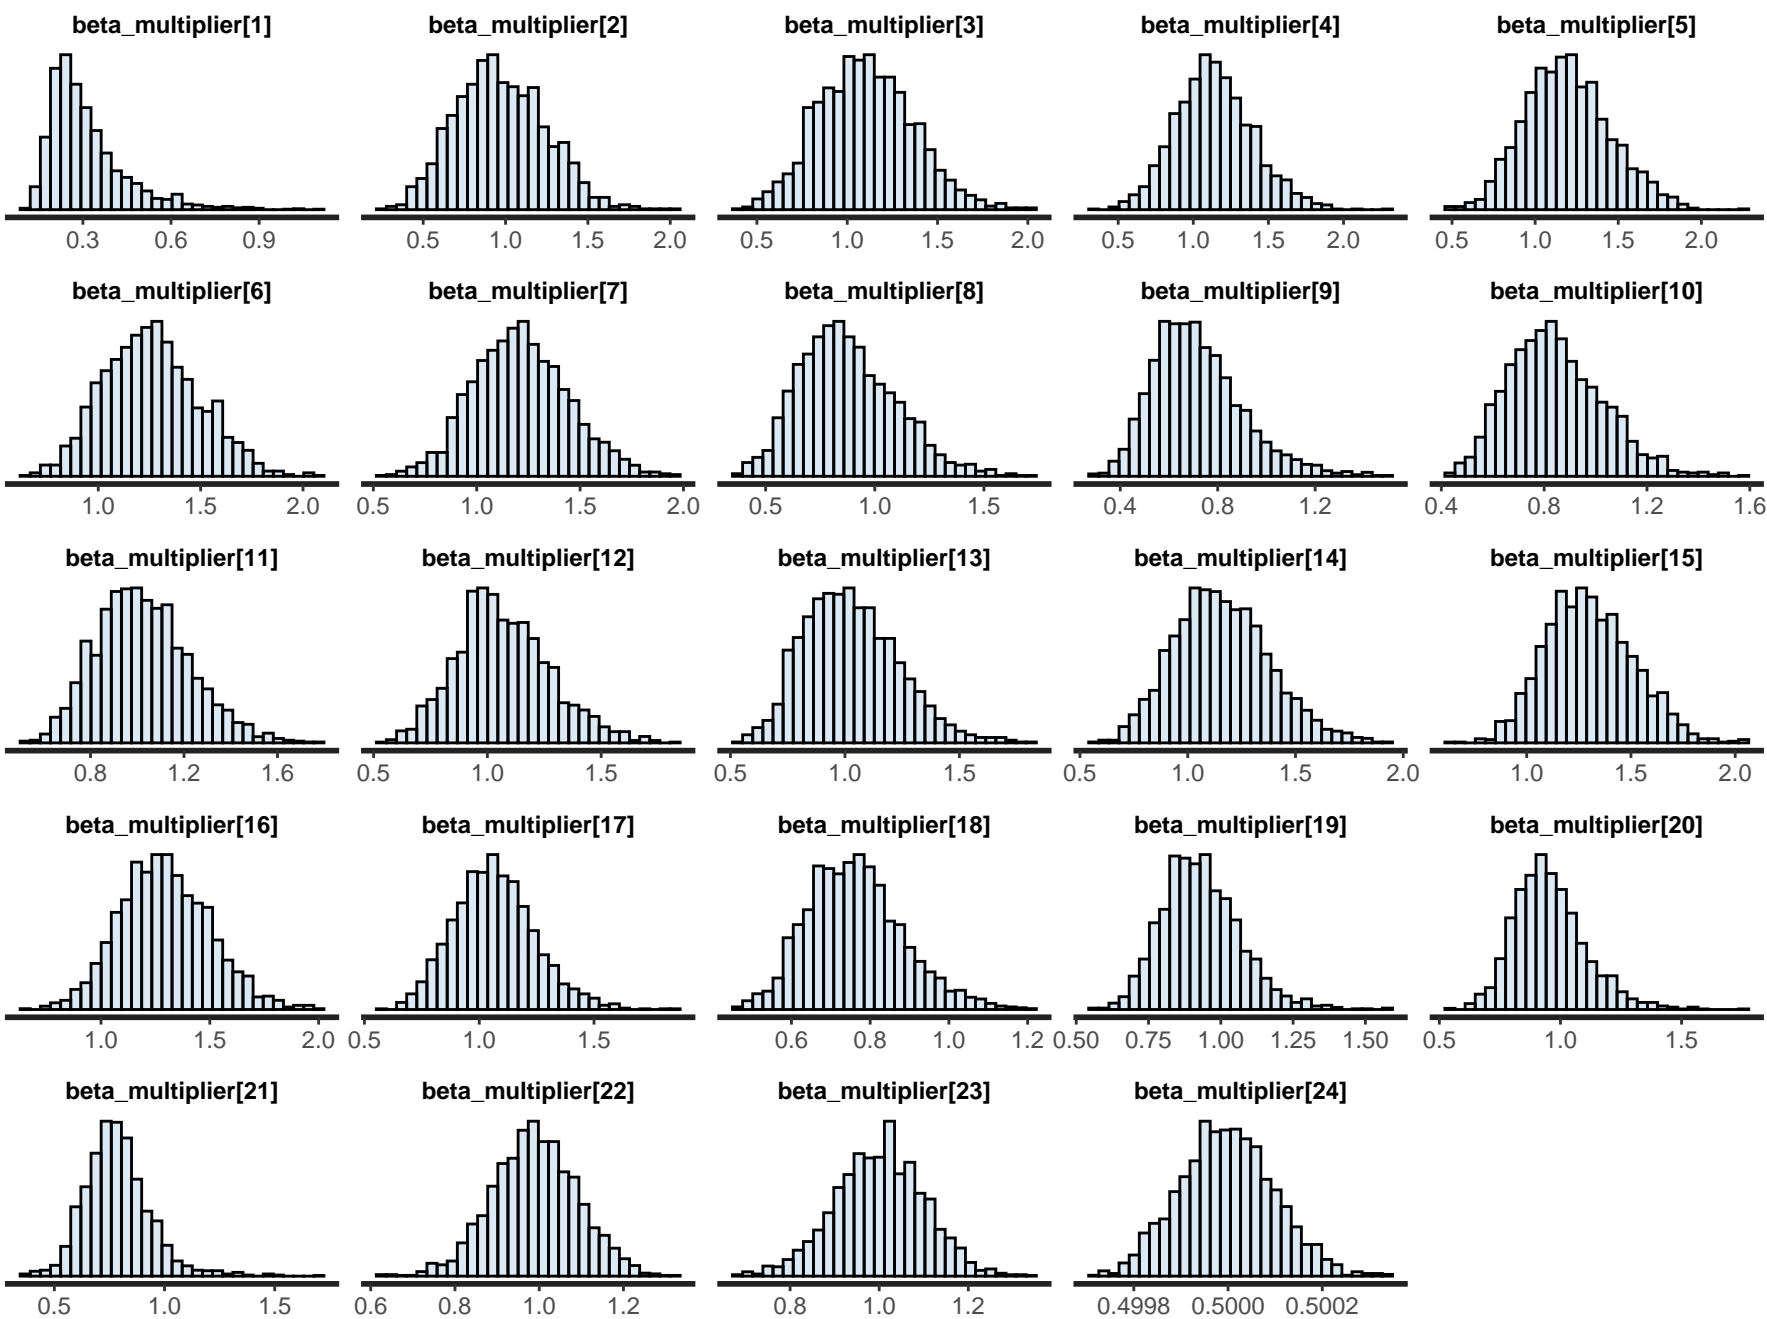 beta_multiplier[1] beta_multiplier[2] beta_multiplier[3] beta_multiplier[4] beta_multiplier[5]
0.3 0.6 0.9 0.5 1.0 1.5 2.0 0.5 1.0 1.5 2.0 0.5 1.0 1.5 2.0 0.5 1.0 1.5 2.0
beta_multiplier[6] beta_multiplier[7] beta_multiplier[8] beta_multiplier[9] beta_multiplier[10]
1.0 1.5 2.0 0.5 1.0 1.5 2.0 0.5 1.0 1.5 0.4 0.8 1.2 0.4 0.8 1.2 1.6
beta_multiplier[11] beta_multiplier[12] beta_multiplier[13] beta_multiplier[14] beta_multiplier[15]
0.8 1.2 1.6 0.5 1.0 1.5 0.5 1.0 1.5 0.5 1.0 1.5 2.0 1.0 1.5 2.0
beta_multiplier[16] beta_multiplier[17] beta_multiplier[18] beta_multiplier[19] beta_multiplier[20]
1.0 1.5 2.0 0.5 1.0 1.5 0.6 0.8 1.0 1.2 0.50 0.75 1.00 1.25 1.50 0.5 1.0 1.5
beta_multiplier[21] beta_multiplier[22] beta_multiplier[23] beta_multiplier[24]
0.5 1.0 1.5 0.6 0.8 1.0 1.2 0.8 1.0 1.2 0.4998 0.5000 0.5002